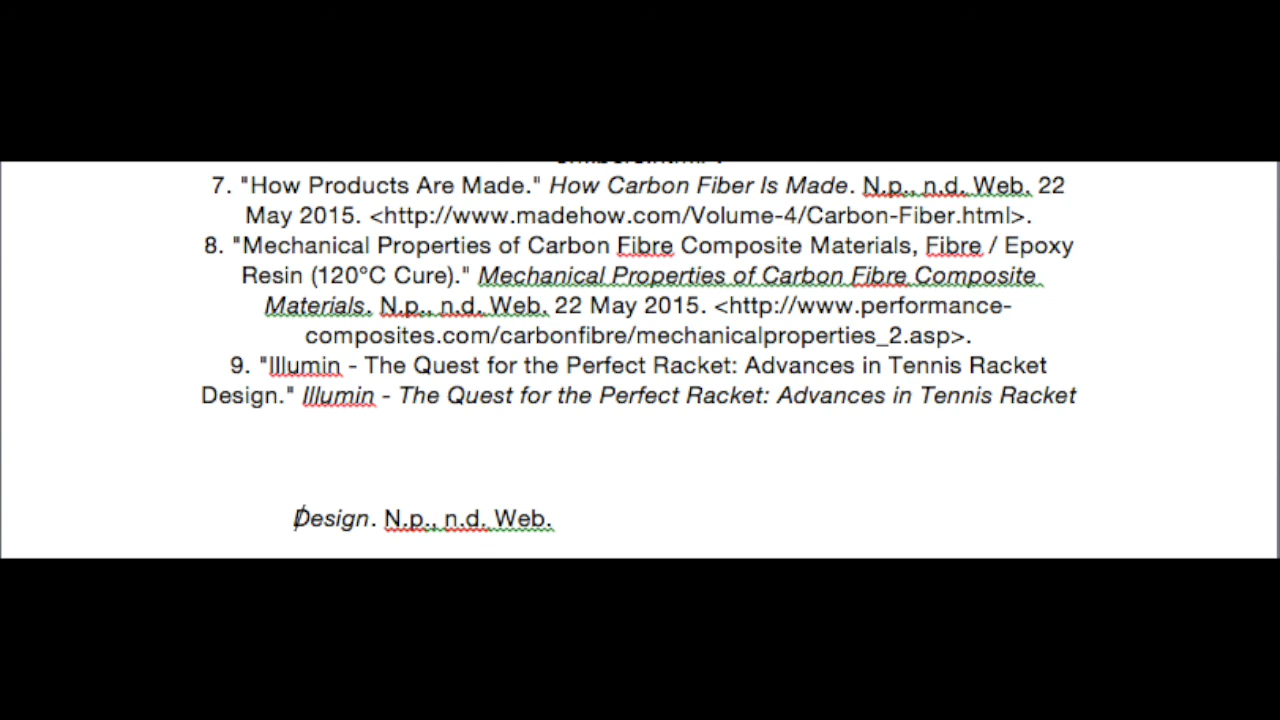 7. "How Products Are Made." How Carbon Fiber Is Made. N.p., n.d. Web. 22
May 2015. <http://www.madehow.com/Volume-4/Carbon-Fiber.html>.
8. "Mechanical Properties of Carbon Fibre Composite Materials, Fibre / Epoxy
Resin (120°C Cure)." Mechanical Properties of Carbon Fibre Composite
Materials. N.p., n.d. Web. 22 May 2015. <http://www.performance-
composites.com/carbonfibre/mechanicalproperties_2.asp>.
9. "Illumin - The Quest for the Perfect Racket: Advances in Tennis Racket
Design." Illumin - The Quest for the Perfect Racket: Advances in Tennis Racket
Design. N.p., n.d. Web.